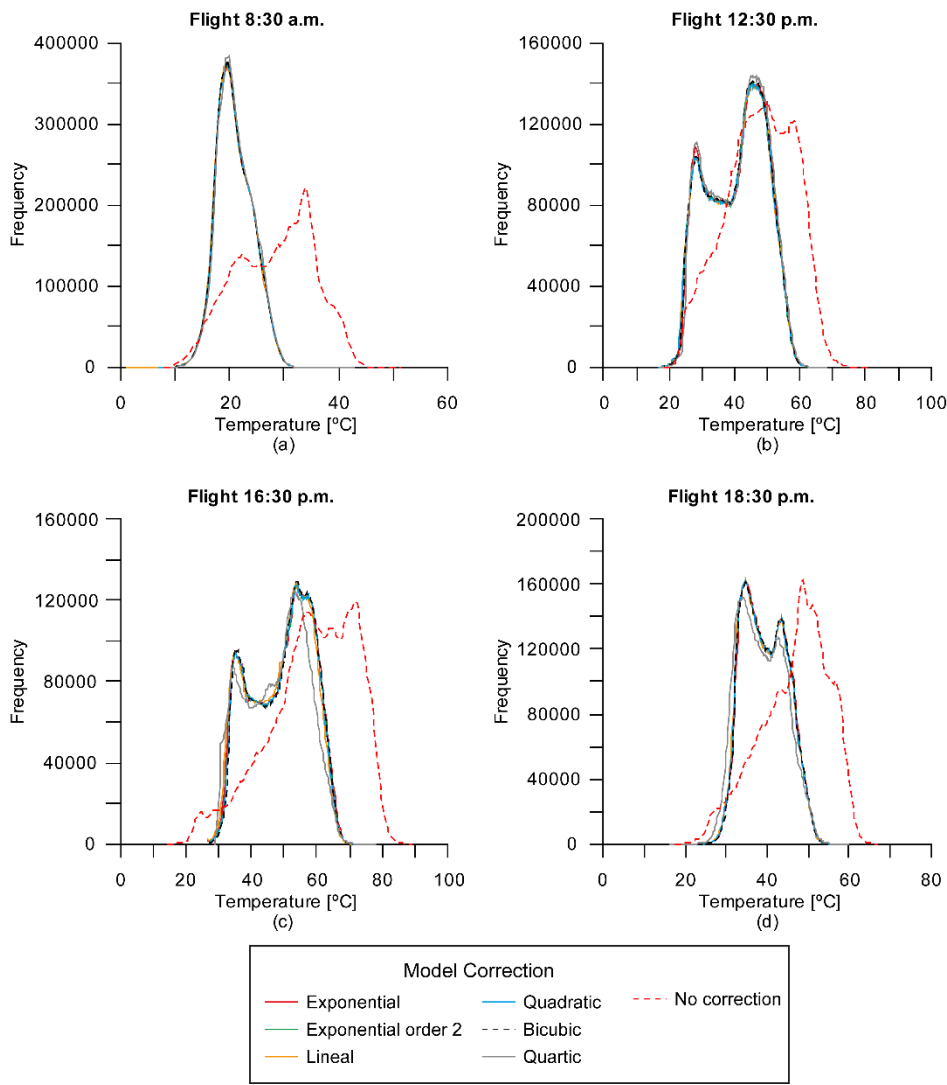 Flight 8:30 a.m.
400000
300000
200000
100000
0
Frequency
0 20 40 60
Temperature [ºC]
(a)
Flight 12:30 p.m.
160000
120000
80000
40000
0
Frequency
0 20 40 60 80 100
Temperature [ºC]
(b)
Flight 16:30 p.m.
160000
120000
80000
40000
0
Frequency
0 20 40 60 80 100
Temperature [ºC]
(c)
Flight 18:30 p.m.
200000
160000
120000
80000
40000
0
Frequency
0 20 40 60 80
Temperature [ºC]
(d)
Model Correction
Exponential Quadratic No correction
Exponential order 2 Bicubic
Lineal Quartic